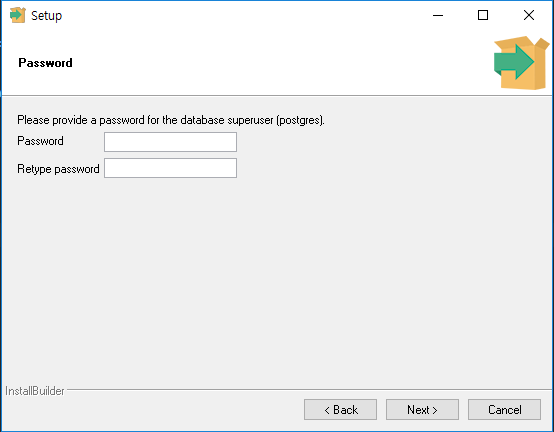 Setup
Password
Please provide a password for the database superuser (postgres).
Password
Retype password
InstallBuilder
< Back
Next >
Cancel